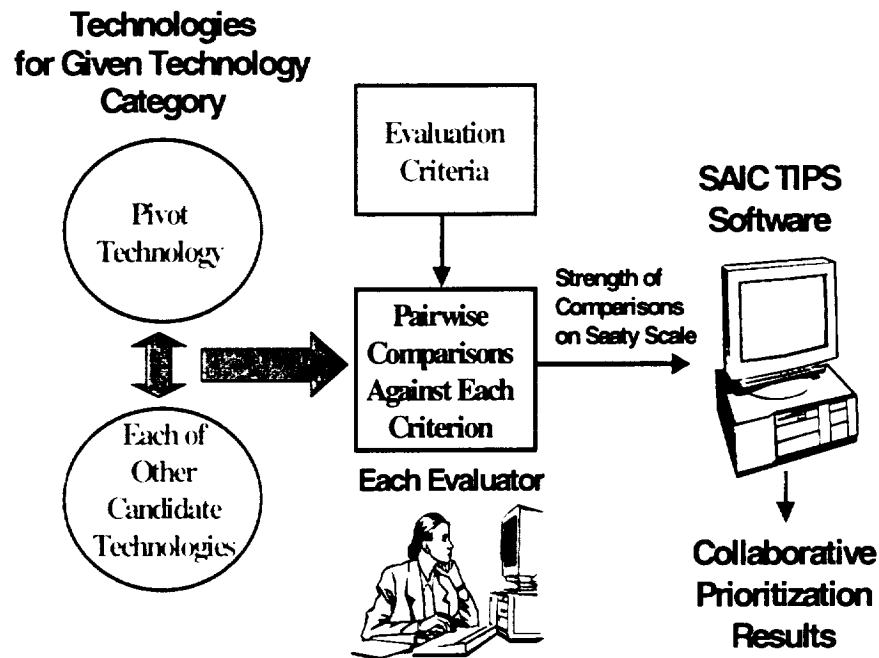 Technologies
for Given Technology
Category
Pivot
Technology
Each of
Other
Candidate
Technologies
Evaluation
Criteria
Pairwise
Comparisons
Against Each
Criterion
Each Evaluator
Strength of
Comparisons
on Saaty Scale
SAIC TIPS
Software
Collaborative
Prioritization
Results